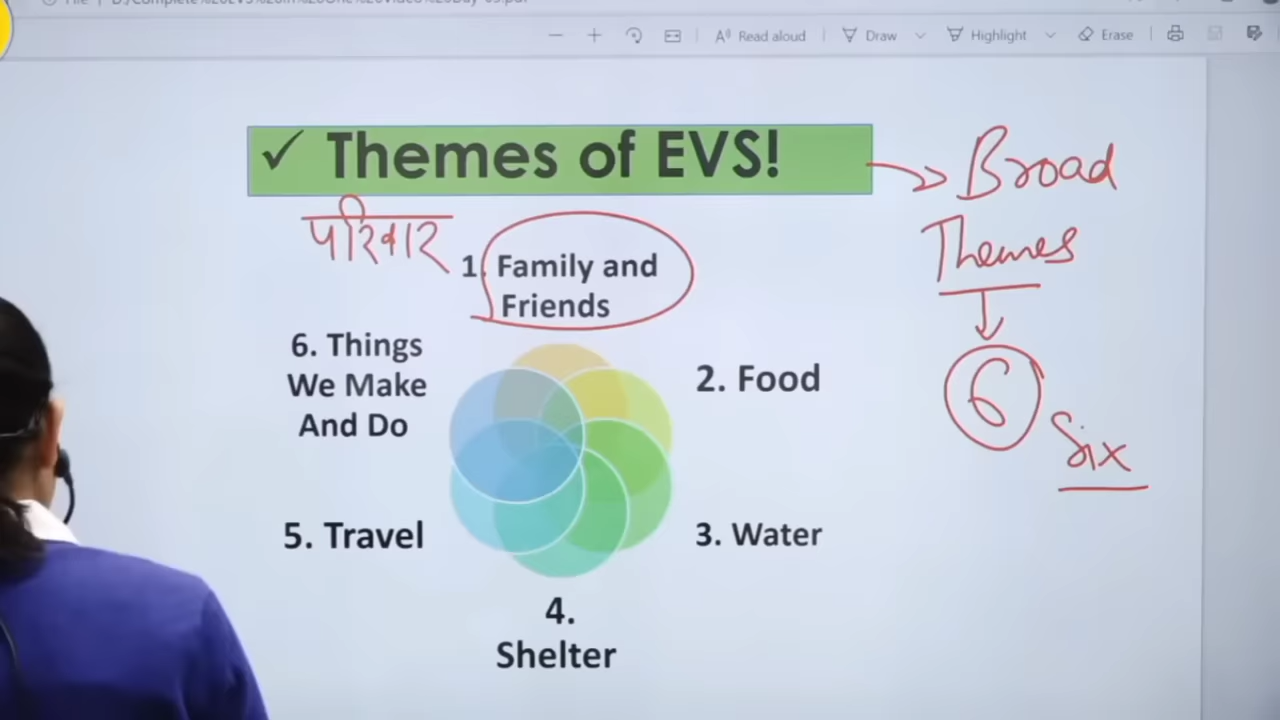 Read aloud
Draw
Highlight
Erase
✓ Themes of EVS!
Broad
Themes
6
Six
परिवार
1. Family and
Friends
2. Food
3. Water
4.
Shelter
5. Travel
6. Things
We Make
And Do